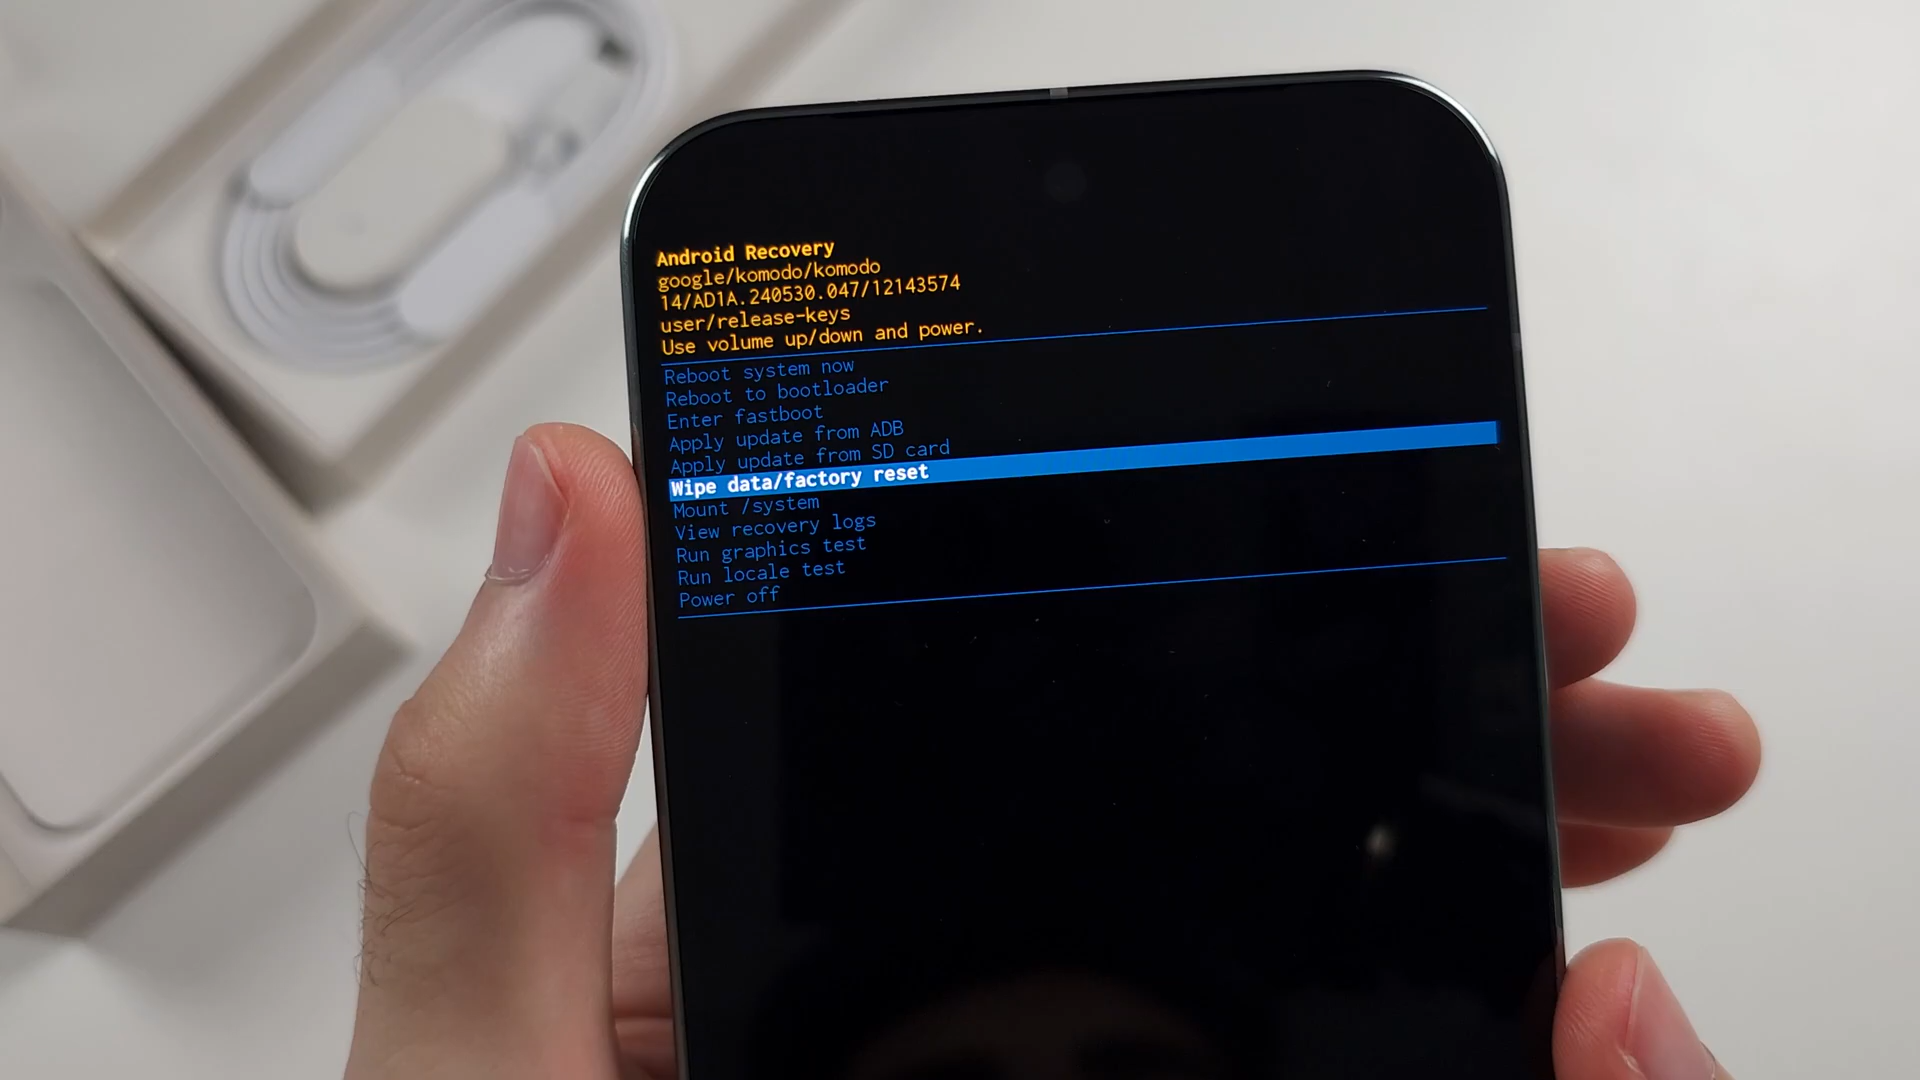 Android Recovery
google/komodo/komodo
14/AD1A.240530.047/12143574
user/release-keys
Use volume up/down and power.
Reboot system now
Reboot to bootloader
Enter fastboot
Apply update from ADB
Apply update from SD card
Wipe data/factory reset
Mount /system
View recovery logs
Run graphics test
Run locale test
Power off